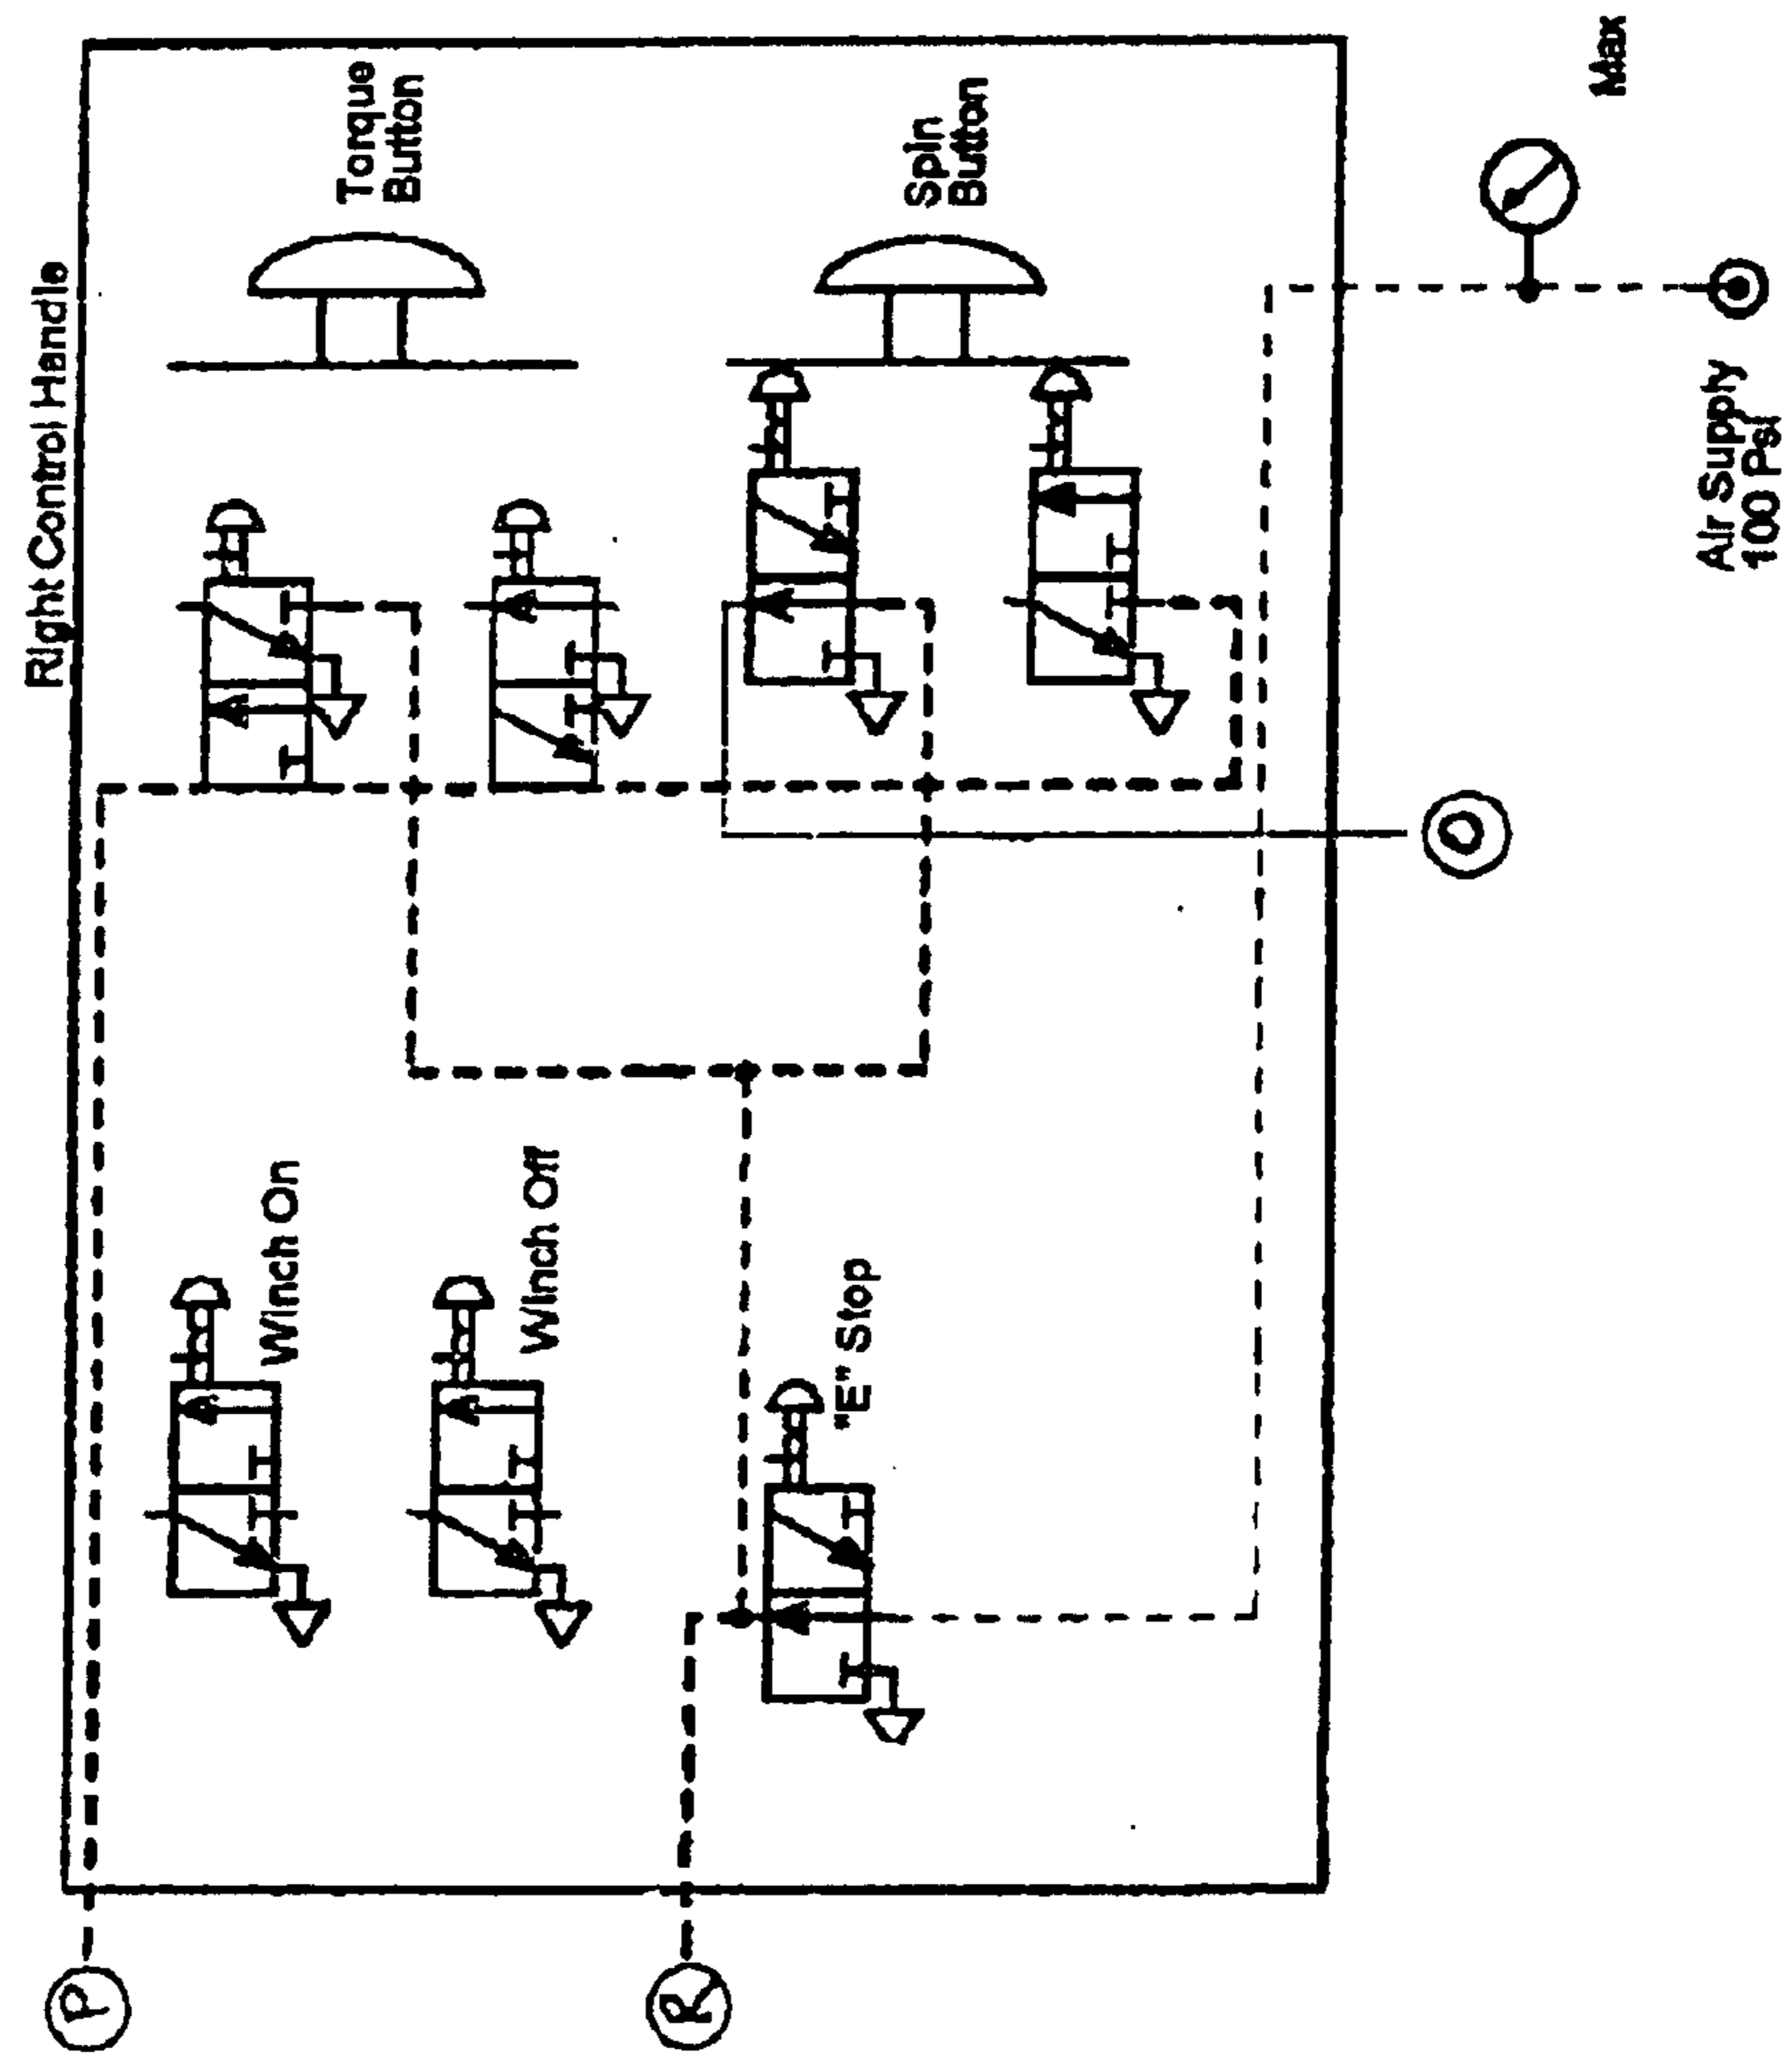 Right Control Handle
Torque
Button
Spin
Button
Max
Winch On
Winch Off
"E" Stop
Air Supply
100 Psi
P
R
O